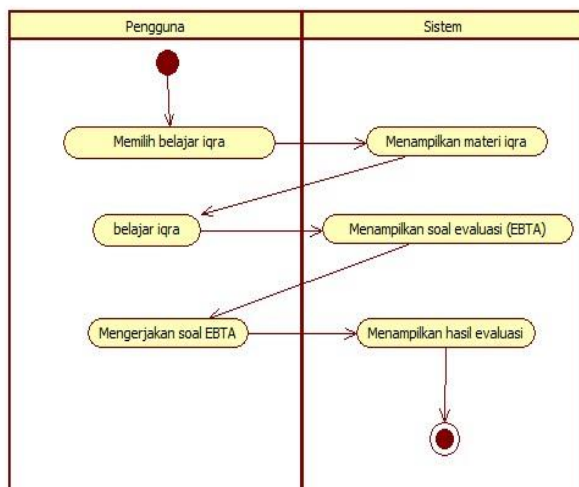 Pengguna
Sistem
Memilih belajar iqra
Menampilkan materi iqra
belajar iqra
Menampilkan soal evaluasi (EBTA)
Mengerjakan soal EBTA
Menampilkan hasil evaluasi